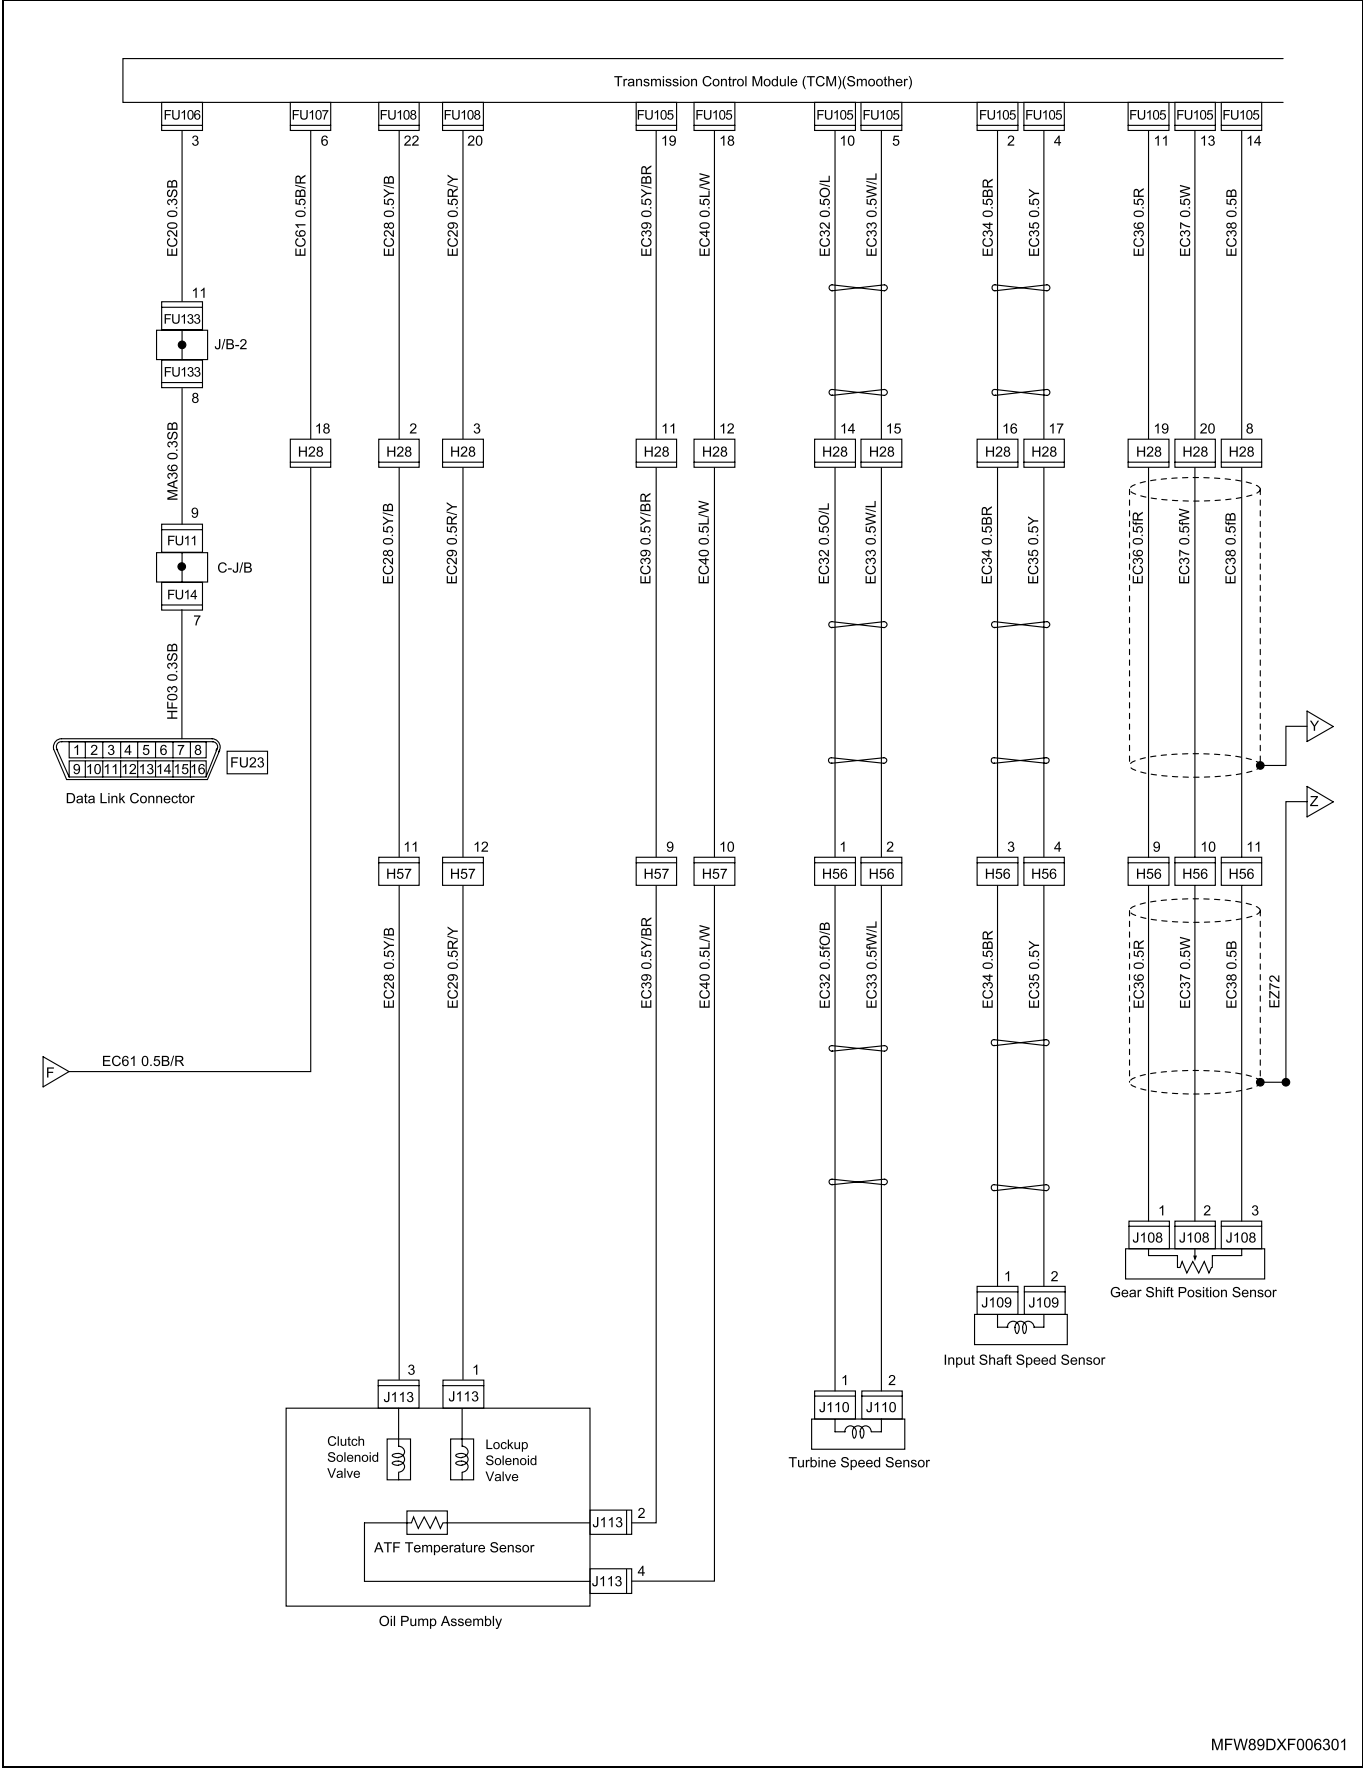 Transmission Control Module (TCM)(Smoother)
FU106 FU107 FU108 FU108 FU105 FU105 FU105 FU105 FU105 FU105 FU105 FU105 FU105
3 6 22 20 19 18 10 5 2 4 11 13 14
EC20 0.3SB
EC61 0.5B/R
EC28 0.5Y/B
EC29 0.5R/Y
EC39 0.5Y/BR
EC40 0.5L/W
EC32 0.5O/L
EC33 0.5W/L
EC34 0.5BR
EC35 0.5Y
EC36 0.5R
EC37 0.5W
EC38 0.5B
11
FU133
J/B-2
FU133
8
MA36 0.3SB
18 2 3 11 12 14 15 16 17 19 20 8
H28 H28 H28 H28 H28 H28 H28 H28 H28 H28 H28 H28
9
FU11
C-J/B
FU14
7
HF03 0.3SB
EC28 0.5Y/B
EC29 0.5R/Y
EC39 0.5Y/BR
EC40 0.5L/W
EC32 0.5O/L
EC33 0.5W/L
EC34 0.5BR
EC35 0.5Y
EC36 0.5fR
EC37 0.5fW
EC38 0.5fB
Y
1 2 3 4 5 6 7 8
9 10 11 12 13 14 15 16
FU23
Data Link Connector
Z
11 12 9 10 1 2 3 4 9 10 11
H57 H57 H57 H57 H56 H56 H56 H56 H56 H56 H56
EC28 0.5Y/B
EC29 0.5R/Y
EC39 0.5Y/BR
EC40 0.5L/W
EC32 0.5fO/B
EC33 0.5fW/L
EC34 0.5BR
EC35 0.5Y
EC36 0.5R
EC37 0.5W
EC38 0.5B
EZ72
F
EC61 0.5B/R
1 2 3
J108 J108 J108
Gear Shift Position Sensor
1 2
J109 J109
Input Shaft Speed Sensor
3 1
J113 J113
1 2
J110 J110
Turbine Speed Sensor
Clutch
Solenoid
Valve
Lockup
Solenoid
Valve
J113 2
ATF Temperature Sensor
J113 4
Oil Pump Assembly
MFW89DXF006301